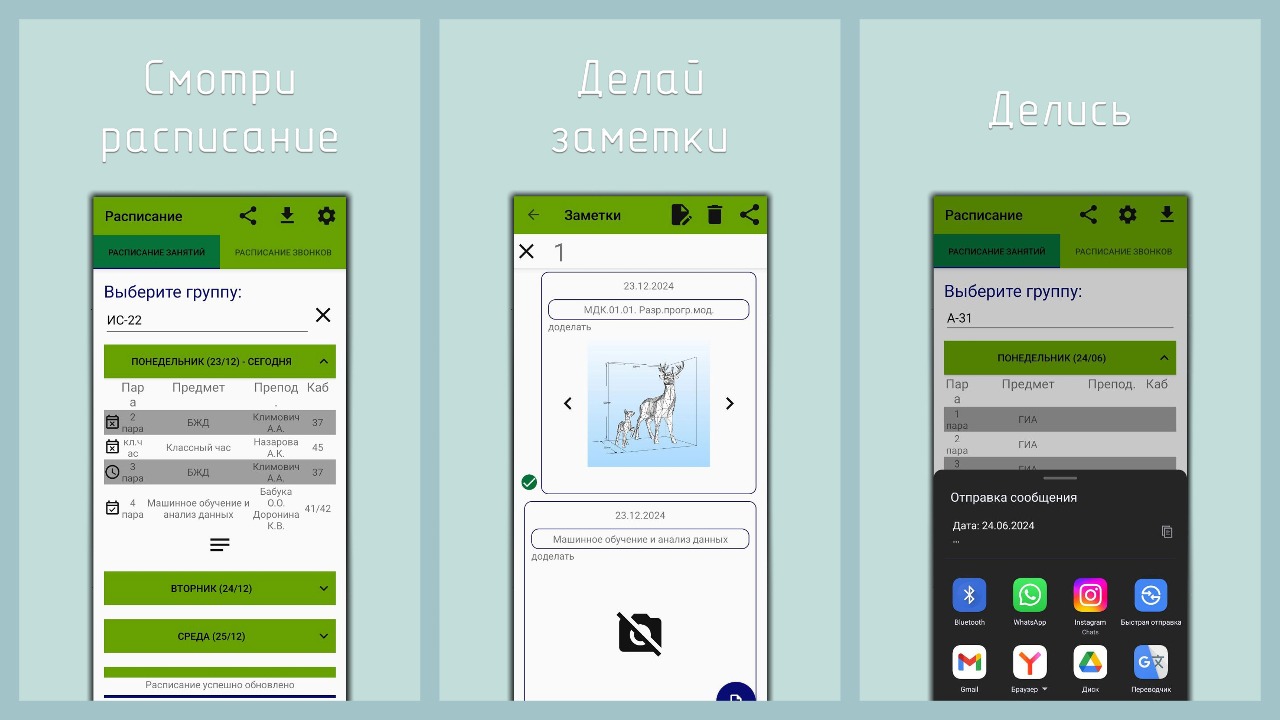 Смотри
расписание
Расписание
РАСПИСАНИЕ ЗАНЯТИЙ
РАСПИСАНИЕ ЗВОНКОВ
Выберите группу:
ИС-22
ПОНЕДЕЛЬНИК (23/12) - СЕГОДНЯ
Пар
а
Предмет
Препод
.
Каб
2
пара
БЖД
Климович
А.А.
37
кл.ч
ас
Классный час
Назарова
А.К.
45
3
пара
БЖД
Климович
А.А.
37
4
пара
Машинное обучение и
анализ данных
Бабука
О.О.
Доронина
К.В.
41/42
ВТОРНИК (24/12)
СРЕДА (25/12)
Расписание успешно обновлено
Делай
заметки
Заметки
1
23.12.2024
МДК.01.01. Разр.прогр.мод.
доделать
23.12.2024
Машинное обучение и анализ данных
доделать
Делись
Расписание
РАСПИСАНИЕ ЗАНЯТИЙ
РАСПИСАНИЕ ЗВОНКОВ
Выберите группу:
А-31
ПОНЕДЕЛЬНИК (24/06)
Пар
а
Предмет
Препод.
Каб
1
пара
ГИА
2
пара
ГИА
3
ГИА
Отправка сообщения
Дата: 24.06.2024
...
Bluetooth
WhatsApp
Instagram
Chats
Быстрая отправка
Gmail
Браузер
Диск
Переводчик